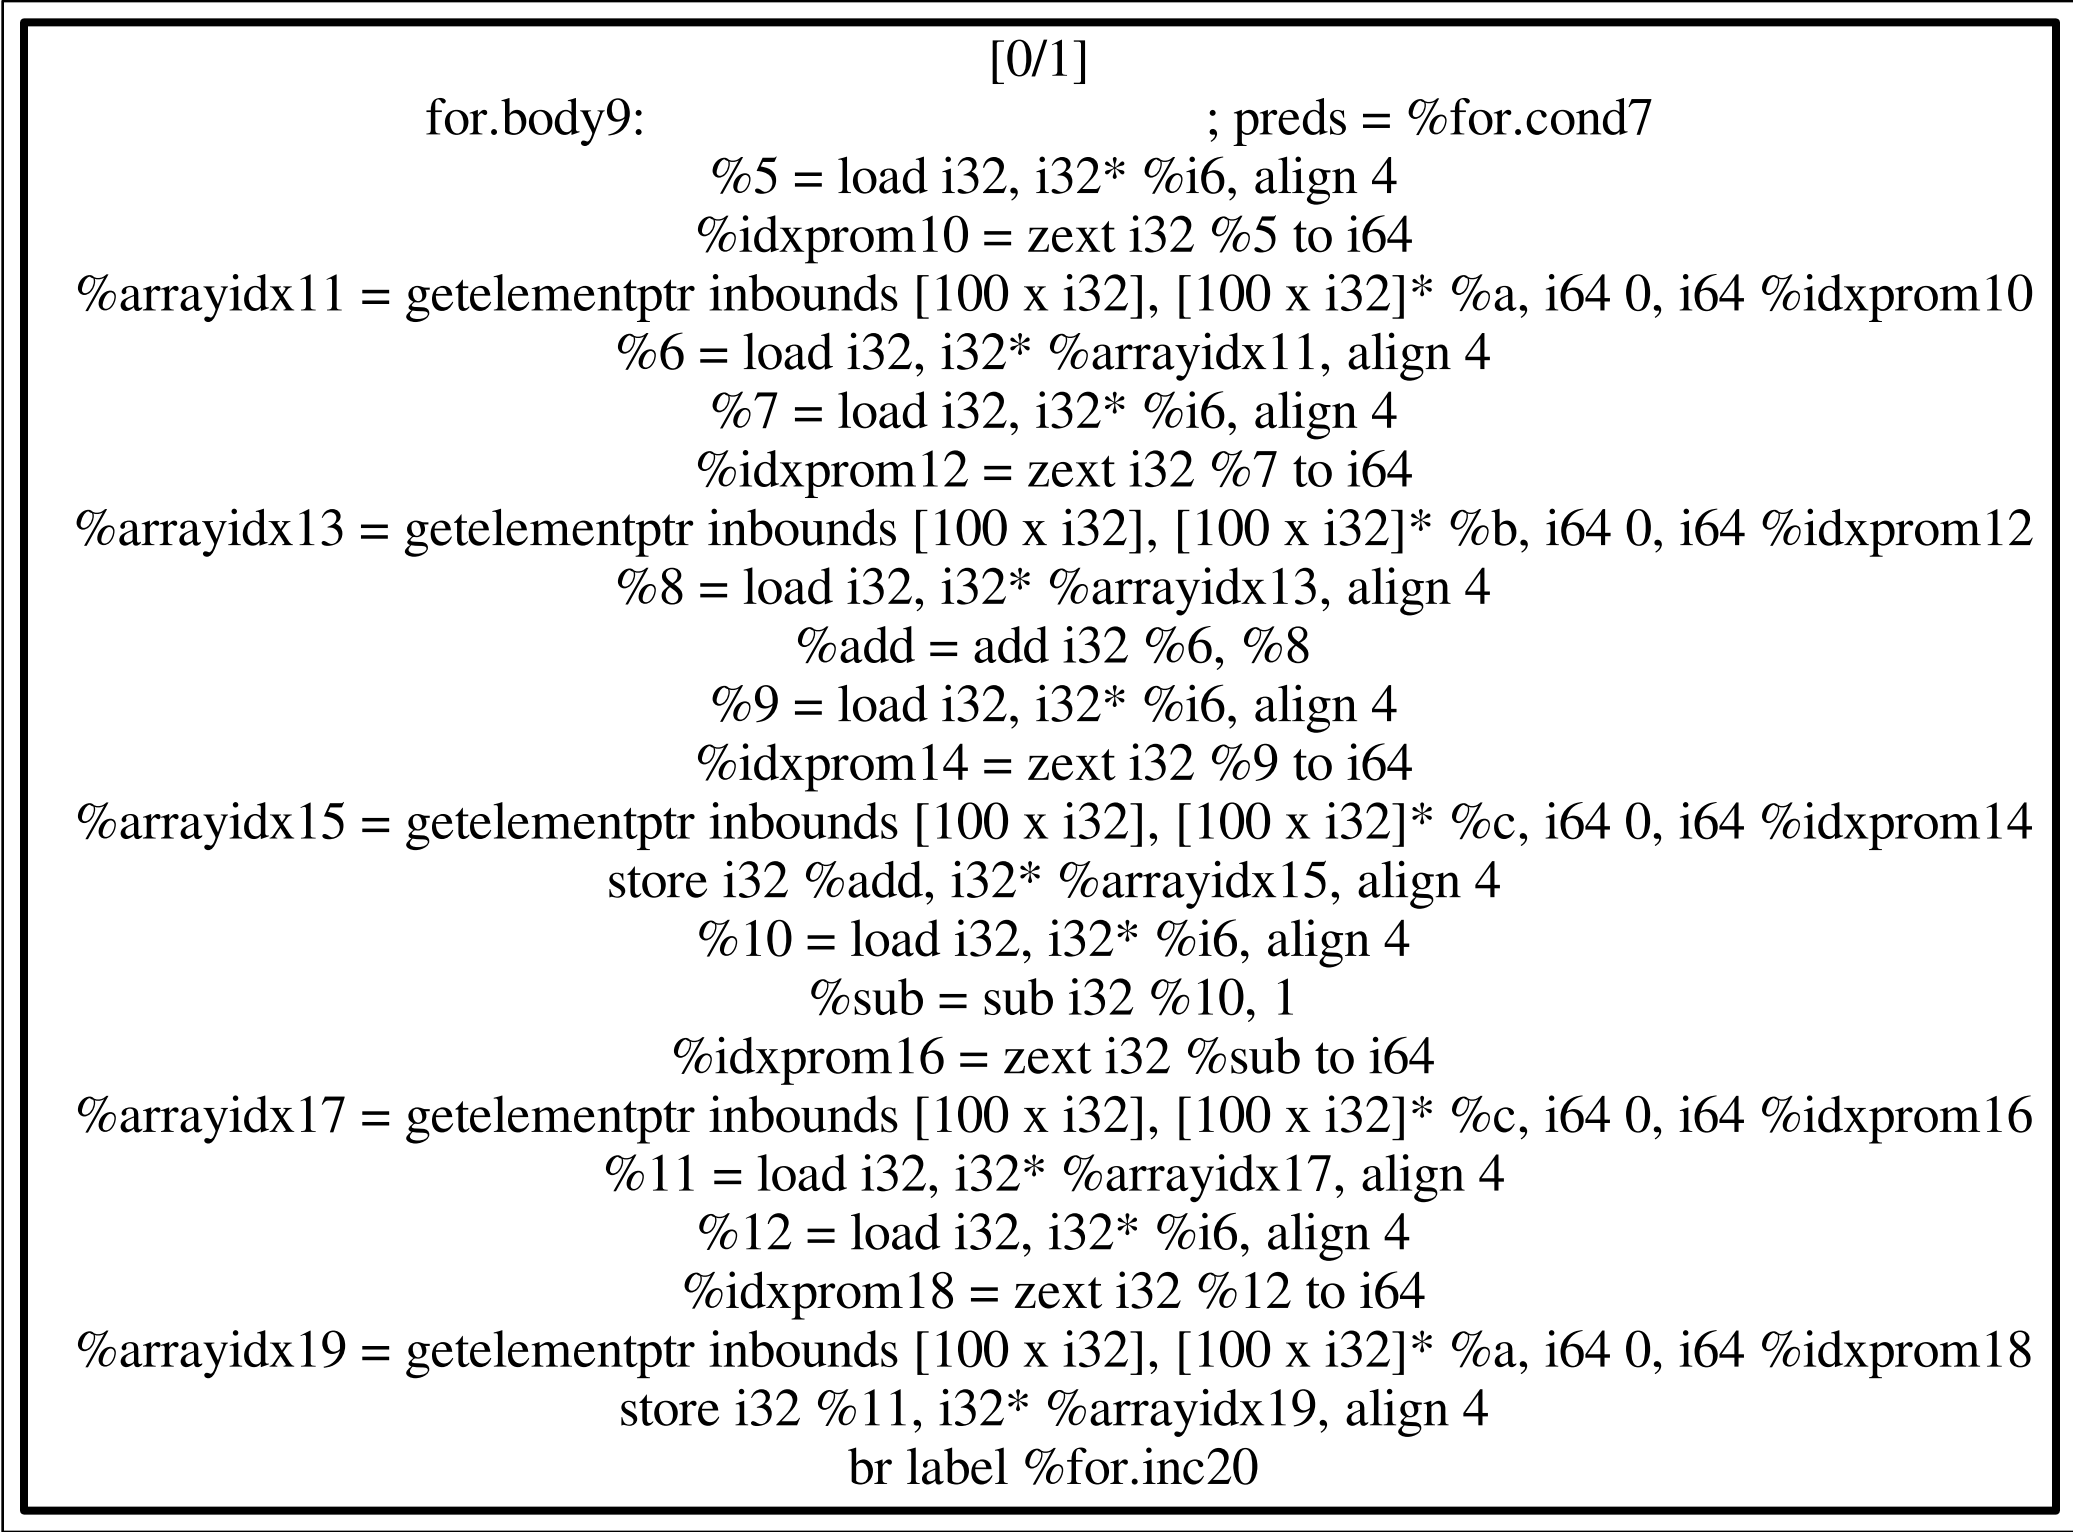 [0/1]
for.body9: ; preds = %for.cond7
%5 = load i32, i32* %i6, align 4
%idxprom10 = zext i32 %5 to i64
%arrayidx11 = getelementptr inbounds [100 x i32], [100 x i32]* %a, i64 0, i64 %idxprom10
%6 = load i32, i32* %arrayidx11, align 4
%7 = load i32, i32* %i6, align 4
%idxprom12 = zext i32 %7 to i64
%arrayidx13 = getelementptr inbounds [100 x i32], [100 x i32]* %b, i64 0, i64 %idxprom12
%8 = load i32, i32* %arrayidx13, align 4
%add = add i32 %6, %8
%9 = load i32, i32* %i6, align 4
%idxprom14 = zext i32 %9 to i64
%arrayidx15 = getelementptr inbounds [100 x i32], [100 x i32]* %c, i64 0, i64 %idxprom14
store i32 %add, i32* %arrayidx15, align 4
%10 = load i32, i32* %i6, align 4
%sub = sub i32 %10, 1
%idxprom16 = zext i32 %sub to i64
%arrayidx17 = getelementptr inbounds [100 x i32], [100 x i32]* %c, i64 0, i64 %idxprom16
%11 = load i32, i32* %arrayidx17, align 4
%12 = load i32, i32* %i6, align 4
%idxprom18 = zext i32 %12 to i64
%arrayidx19 = getelementptr inbounds [100 x i32], [100 x i32]* %a, i64 0, i64 %idxprom18
store i32 %11, i32* %arrayidx19, align 4
br label %for.inc20